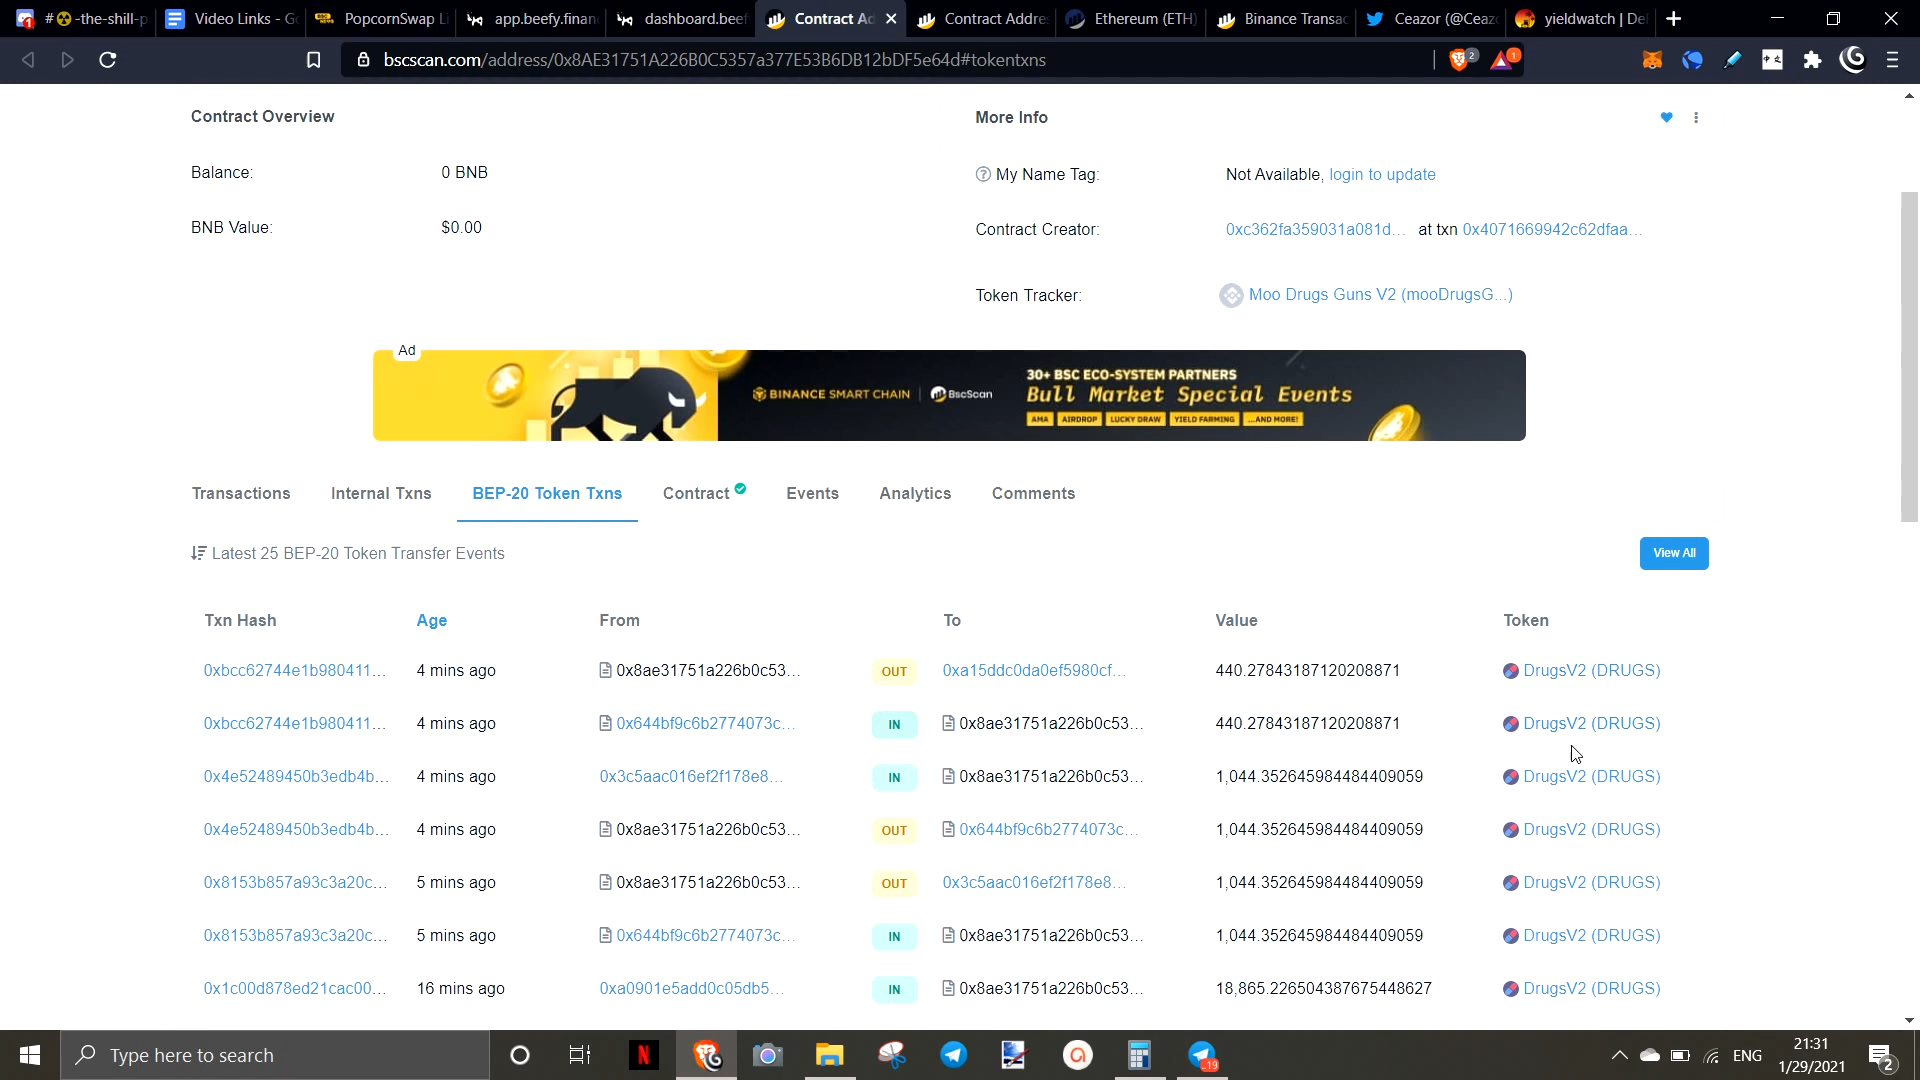 # ☢ -the-shill-p
Video Links - Go
PopcornSwap Li
app.beefy.finan
dashboard.beef
Contract Ad
Contract Addre
Ethereum (ETH)
Binance Transac
Ceazor (@Ceazo
yieldwatch | De
bscscan.com/address/0x8AE31751A226B0C5357a377E53B6DB12bDF5e64d#tokentxns
2
1
Contract Overview
Balance: 0 BNB
BNB Value: $0.00
More Info
My Name Tag: Not Available, login to update
Contract Creator: 0xc362fa359031a081d... at txn 0x4071669942c62dfaa...
Token Tracker: Moo Drugs Guns V2 (mooDrugsG...)
Ad
BINANCE SMART CHAIN | BscScan
30+ BSC ECO-SYSTEM PARTNERS
Bull Market Special Events
AMA AIRDROP LUCKY DRAW YIELD FARMING ...AND MORE!
Transactions Internal Txns BEP-20 Token Txns Contract Events Analytics Comments
Latest 25 BEP-20 Token Transfer Events
View All
Txn Hash Age From To Value Token
0xbcc62744e1b980411... 4 mins ago 0x8ae31751a226b0c53... OUT 0xa15ddc0da0ef5980cf... 440.27843187120208871 DrugsV2 (DRUGS)
0xbcc62744e1b980411... 4 mins ago 0x644bf9c6b2774073c... IN 0x8ae31751a226b0c53... 440.27843187120208871 DrugsV2 (DRUGS)
0x4e52489450b3edb4b... 4 mins ago 0x3c5aac016ef2f178e8... IN 0x8ae31751a226b0c53... 1,044.352645984484409059 DrugsV2 (DRUGS)
0x4e52489450b3edb4b... 4 mins ago 0x8ae31751a226b0c53... OUT 0x644bf9c6b2774073c... 1,044.352645984484409059 DrugsV2 (DRUGS)
0x8153b857a93c3a20c... 5 mins ago 0x8ae31751a226b0c53... OUT 0x3c5aac016ef2f178e8... 1,044.352645984484409059 DrugsV2 (DRUGS)
0x8153b857a93c3a20c... 5 mins ago 0x644bf9c6b2774073c... IN 0x8ae31751a226b0c53... 1,044.352645984484409059 DrugsV2 (DRUGS)
0x1c00d878ed21cac00... 16 mins ago 0xa0901e5add0c05db5... IN 0x8ae31751a226b0c53... 18,865.226504387675448627 DrugsV2 (DRUGS)
Type here to search
N
19
ENG
21:31
1/29/2021
2